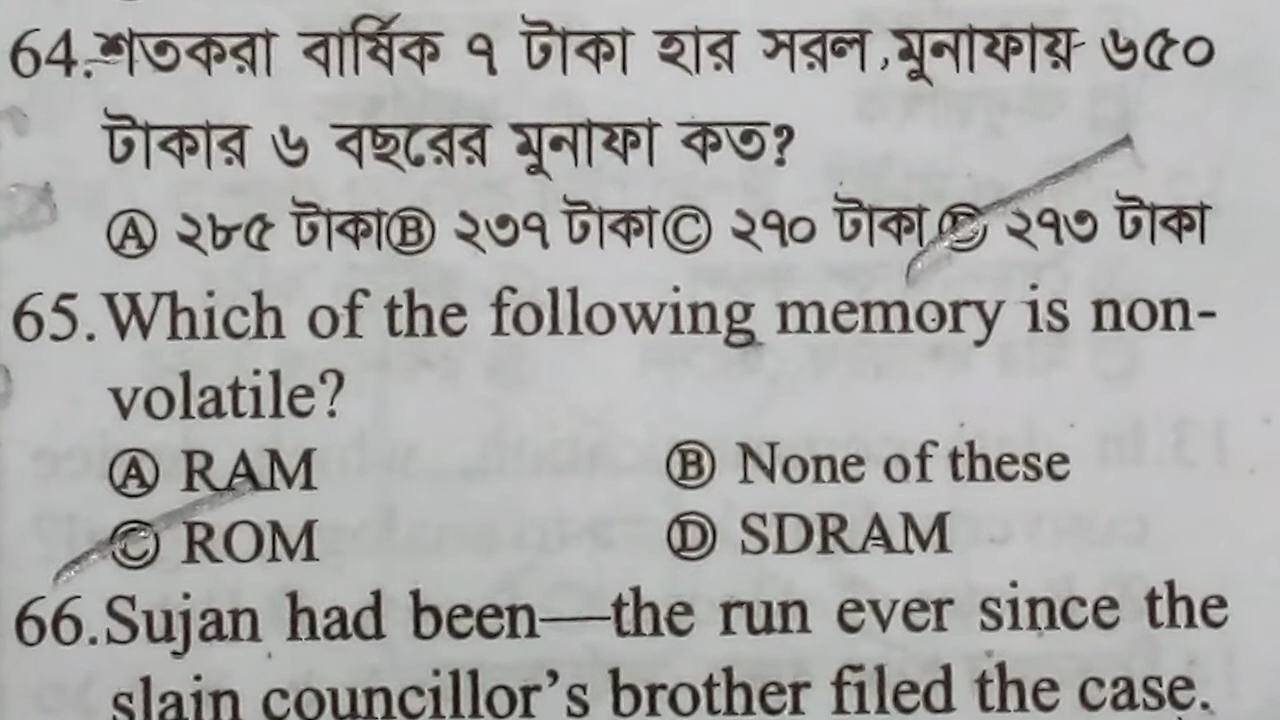 64. শতকরা বার্ষিক ৭ টাকা হার সরল মুনাফায় ৬৫০
টাকার ৬ বছরের মুনাফা কত?
Ⓐ ২৮৫ টাকা Ⓑ ২৩৭ টাকা Ⓒ ২৭০ টাকা Ⓓ ২৭৩ টাকা
65. Which of the following memory is non-
volatile?
Ⓐ RAM Ⓑ None of these
Ⓒ ROM Ⓓ SDRAM
66. Sujan had been—the run ever since the
slain councillor's brother filed the case.